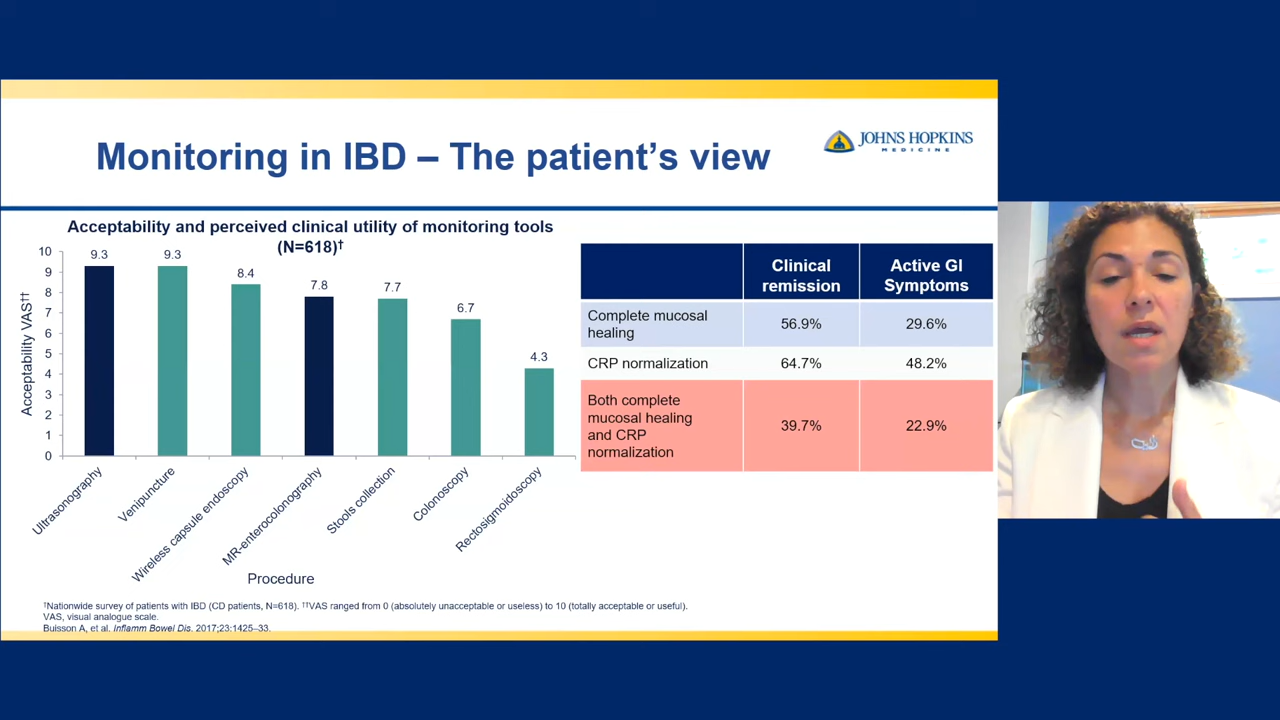 Monitoring in IBD – The patient's view
JOHNS HOPKINS
MEDICINE
Acceptability and perceived clinical utility of monitoring tools
(N=618)†
Acceptability VAS††
10
9
8
7
6
5
4
3
2
1
0
9.3
9.3
8.4
7.8
7.7
6.7
4.3
Ultrasonography
Venipuncture
Wireless capsule endoscopy
MR-enterocolonography
Stools collection
Colonoscopy
Rectosigmoidoscopy
Procedure
Clinical
remission
Active GI
Symptoms
Complete mucosal
healing
56.9%
29.6%
CRP normalization
64.7%
48.2%
Both complete
mucosal healing
and CRP
normalization
39.7%
22.9%
†Nationwide survey of patients with IBD (CD patients, N=618). ††VAS ranged from 0 (absolutely unacceptable or useless) to 10 (totally acceptable or useful).
VAS, visual analogue scale.
Buisson A, et al. Inflamm Bowel Dis. 2017;23:1425–33.